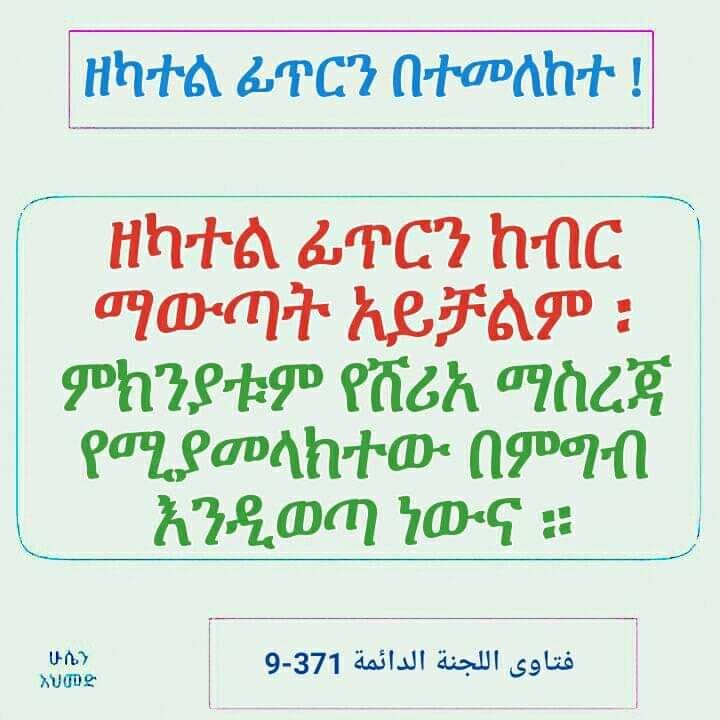 ዘካተል ፊጥርን በተመለከተ !
ዘካተል ፊጥርን ከብር
ማውጣት አይቻልም ፡
ምክንያቱም የሸሪአ ማስረጃ
የሚያመላክተው በምግብ
እንዲወጣ ነውና ።
ሁሴን
አህመድ
فتاوى اللجنة الدائمة 371-9